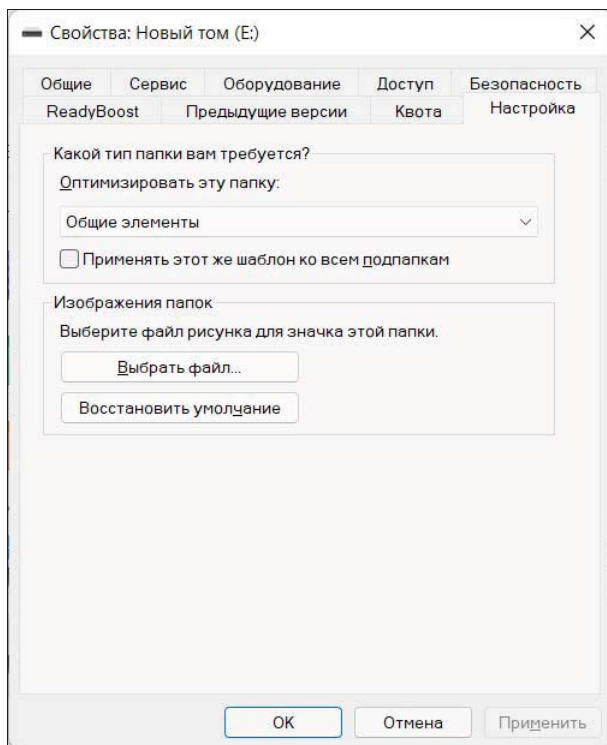 Свойства: Новый том (E:)
Общие Сервис Оборудование Доступ Безопасность
ReadyBoost Предыдущие версии Квота Настройка
Какой тип папки вам требуется?
Оптимизировать эту папку:
Общие элементы
Применять этот же шаблон ко всем подпапкам
Изображения папок
Выберите файл рисунка для значка этой папки.
Выбрать файл...
Восстановить умолчание
OK Отмена Применить